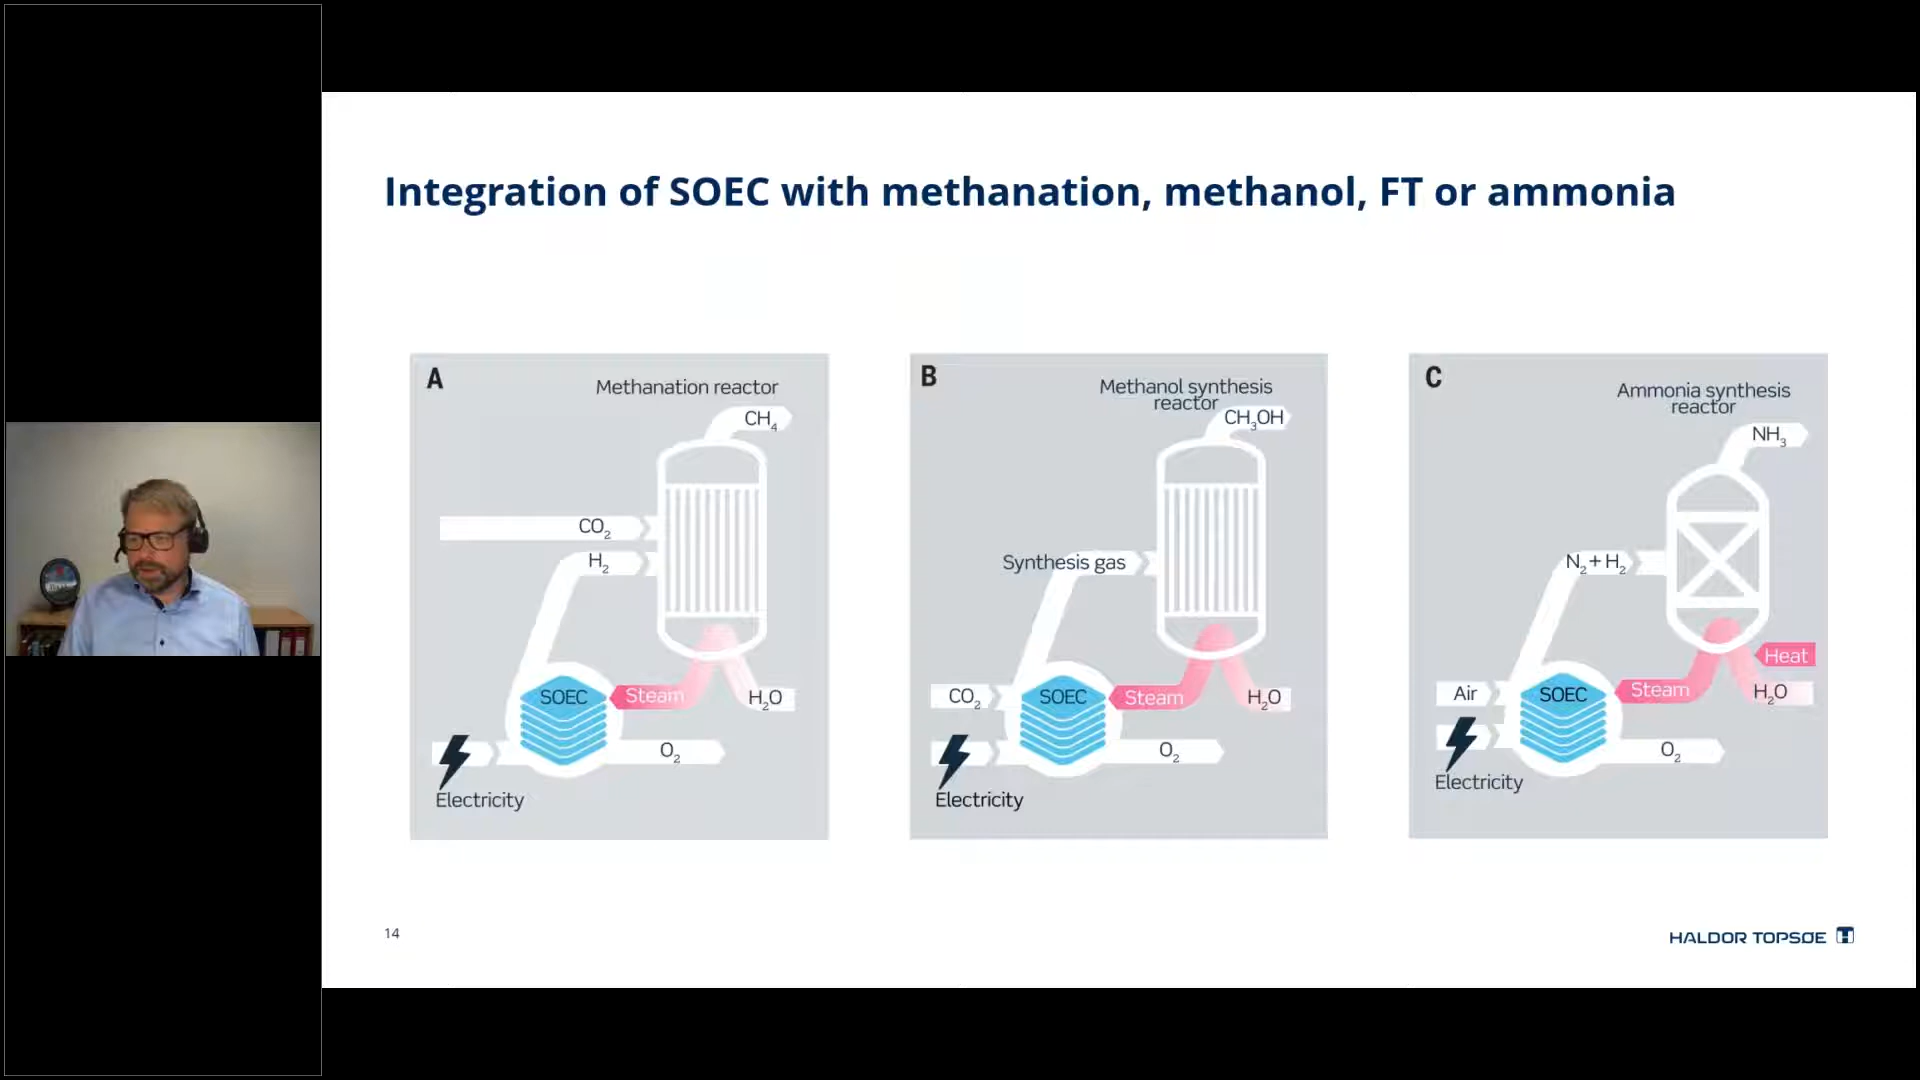 Integration of SOEC with methanation, methanol, FT or ammonia
A
Methanation reactor
CH4
CO2
H2
SOEC
Steam
H2O
O2
Electricity
B
Methanol synthesis
reactor
CH3OH
Synthesis gas
CO2
SOEC
Steam
H2O
O2
Electricity
C
Ammonia synthesis
reactor
NH3
N2 + H2
Heat
Air
SOEC
Steam
H2O
O2
Electricity
14
HALDOR TOPSØE